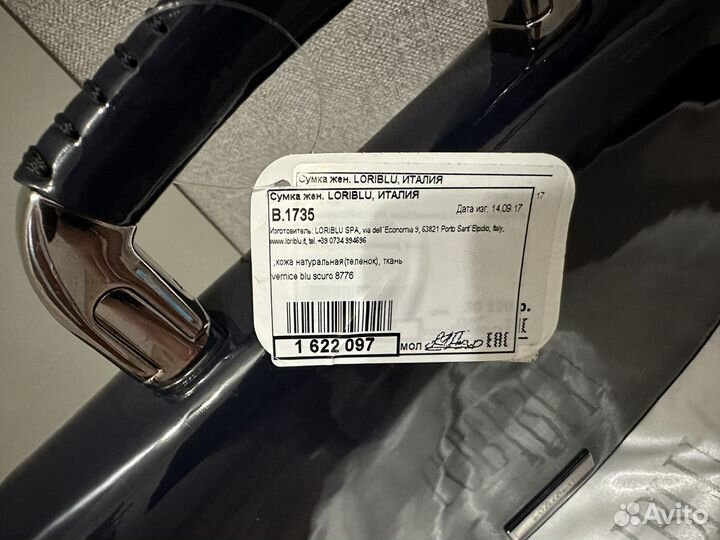 Сумка жен. LORIBLU, ИТАЛИЯ
Сумка жен. LORIBLU, ИТАЛИЯ
17
B.1735 Дата изг. 14.09.17
Изготовитель: LORIBLU SPA, via dell`Economia 9, 63821 Porto Sant`Elpidio, Italy,
www.loriblu.it, tel.+39 0734 994696
;кожа натуральная(теленок), ткань
vernice blu scuro 8776
р.
1 622 097 мол EAC
Avito